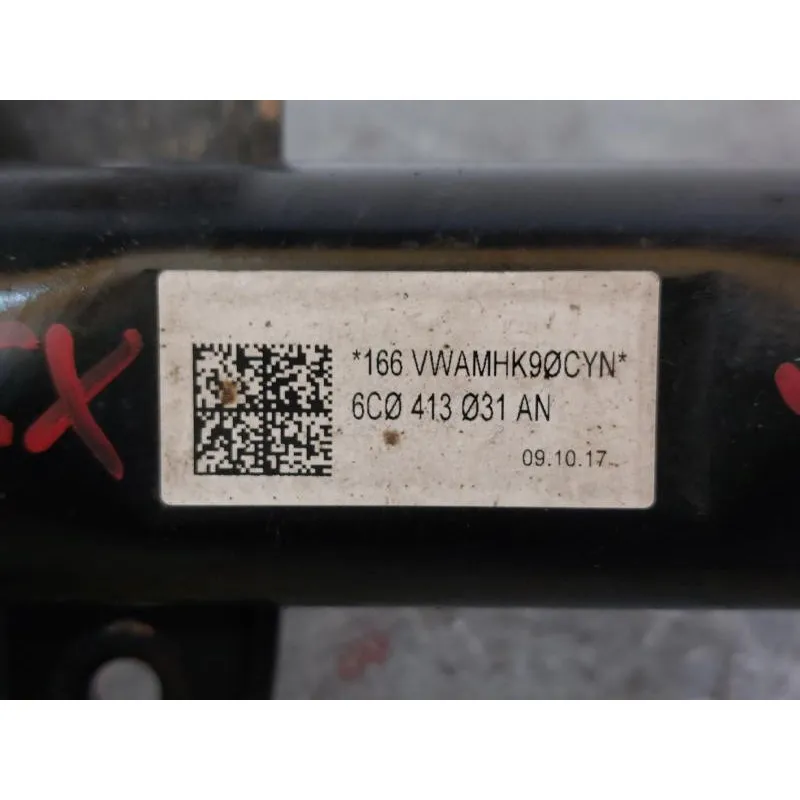 *166 VWAMHK9ØCYN*
6CØ 413 Ø31 AN
09.10.17